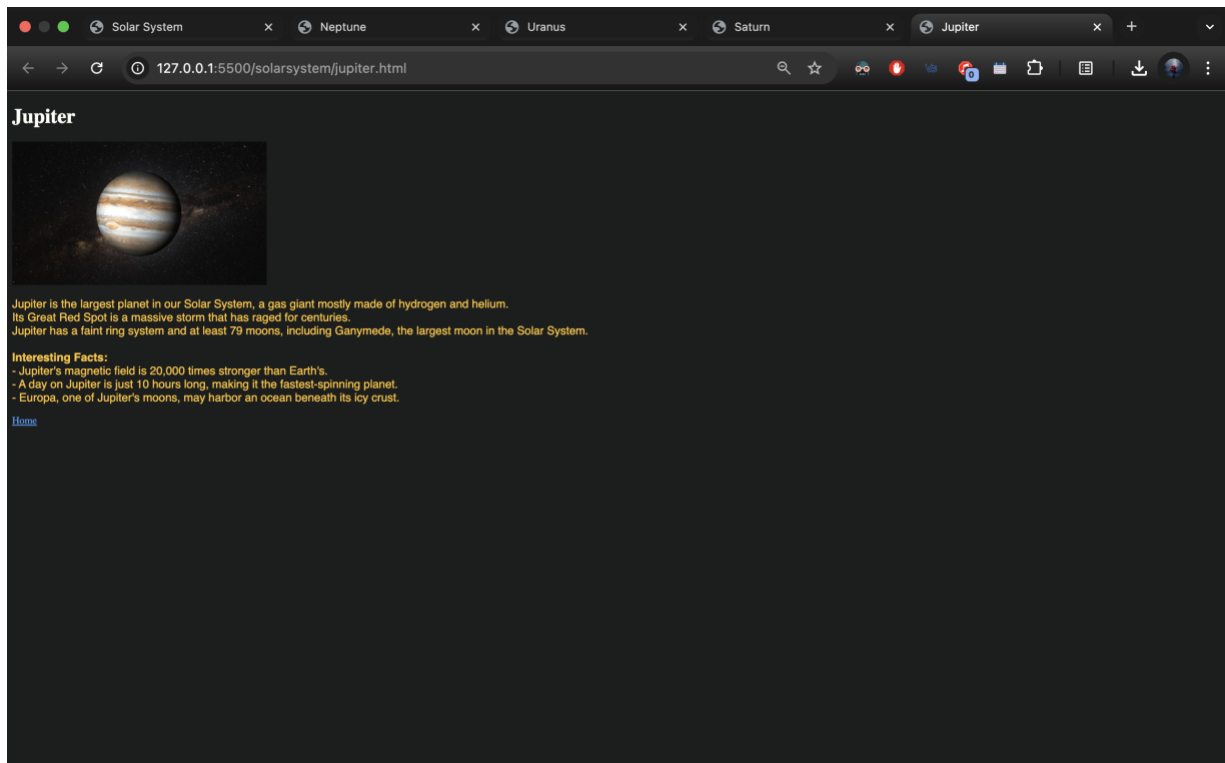 Solar System
Neptune
Uranus
Saturn
Jupiter
127.0.0.1:5500/solarsystem/jupiter.html
0
Jupiter
Jupiter is the largest planet in our Solar System, a gas giant mostly made of hydrogen and helium.
Its Great Red Spot is a massive storm that has raged for centuries.
Jupiter has a faint ring system and at least 79 moons, including Ganymede, the largest moon in the Solar System.
Interesting Facts:
- Jupiter's magnetic field is 20,000 times stronger than Earth's.
- A day on Jupiter is just 10 hours long, making it the fastest-spinning planet.
- Europa, one of Jupiter's moons, may harbor an ocean beneath its icy crust.
Home